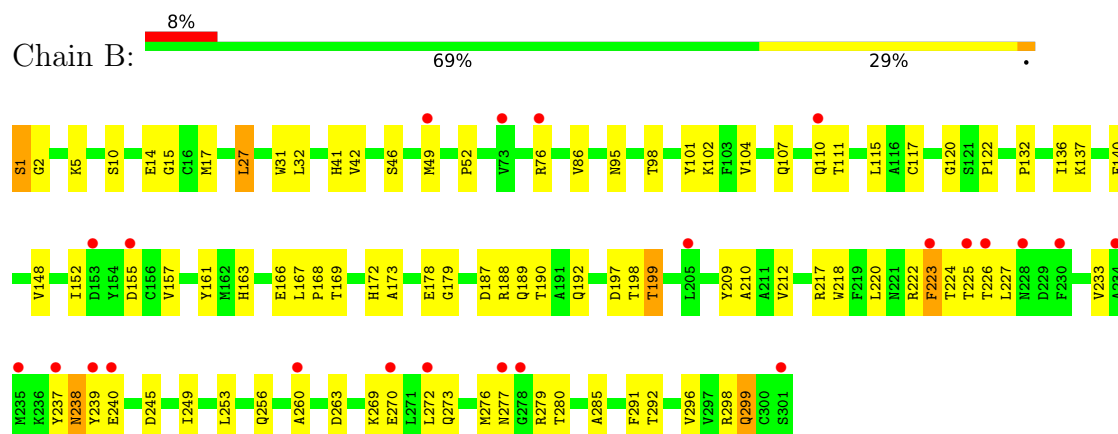 8%
Chain B:
69%
29%
•
S1 G2 K5 S10 E14 G15 C16 M17 L27 W31 L32 H41 V42 S46 M49 P52 V73 R76 V86 N95 T98 Y101 K102 F103 V104 Q107 Q110 T111 L115 A116 C117 G120 S121 P122 P132 I136 K137 F140
V148 I152 D153 Y154 D155 C156 V157 Y161 M162 H163 E166 L167 P168 T169 H172 A173 E178 G179 D187 R188 Q189 T190 A191 Q192 D197 T198 T199 L205 Y209 A210 A211 V212 R217 W218 F219 L220 N221 R222 F223 T224 T225 T226 L227 N228 D229 F230 V233 A234
M235 K236 Y237 N238 Y239 E240 D245 I249 L253 Q256 A260 D263 K269 E270 L271 L272 Q273 M276 N277 G278 R279 T280 A285 F291 T292 V296 V297 R298 Q299 C300 S301